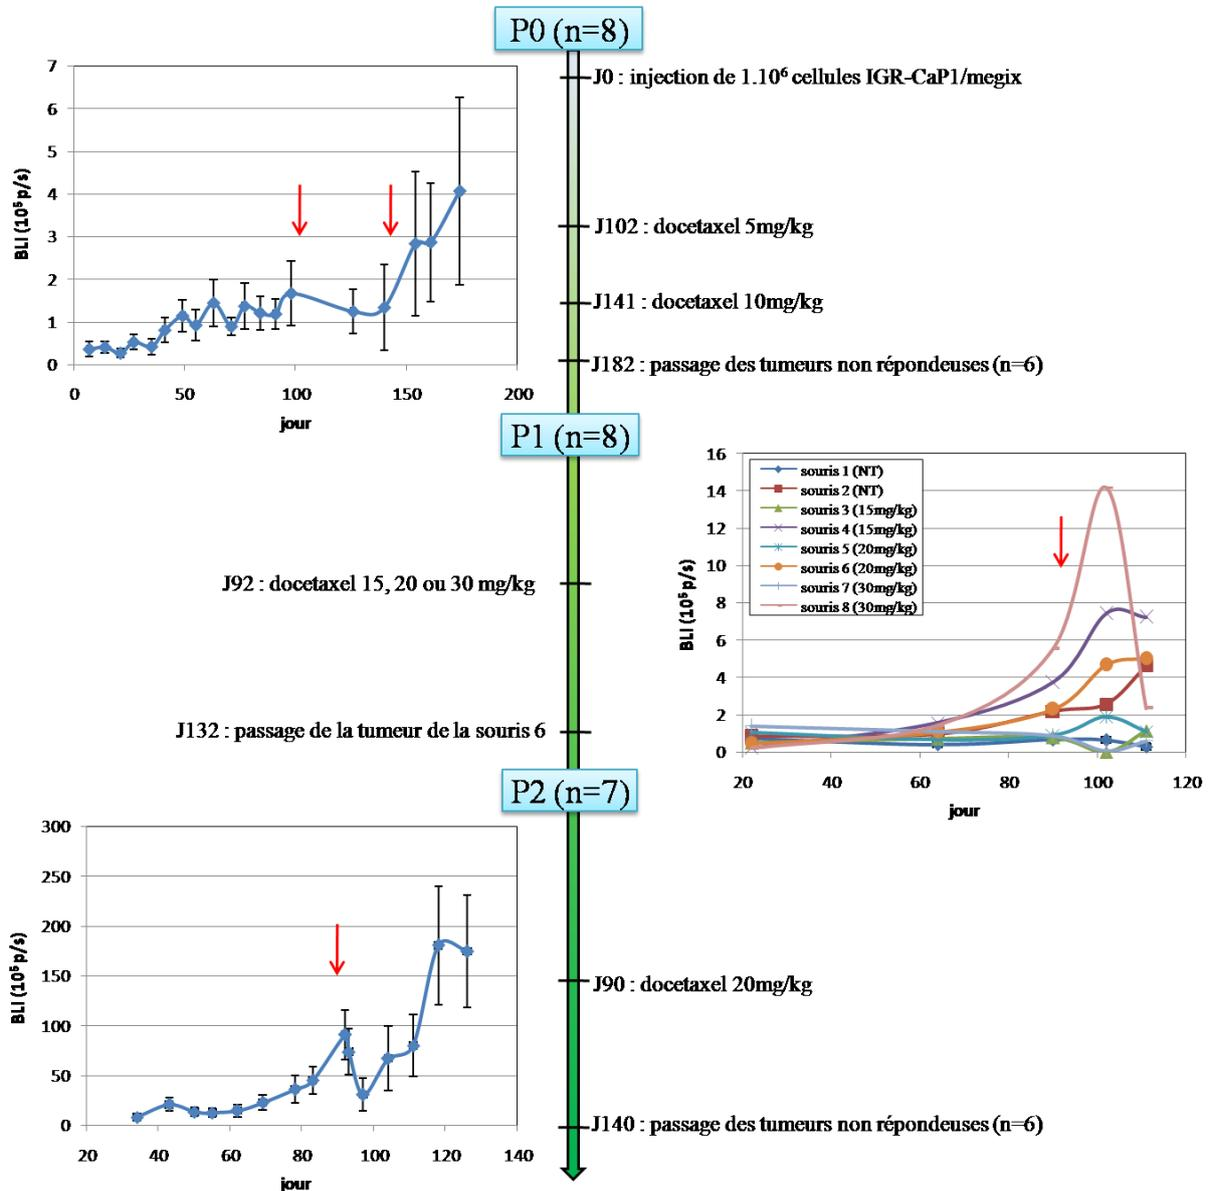 P0 (n=8)
J0 : injection de 1.10⁶ cellules IGR-CaP1/megix
J102 : docetaxel 5mg/kg
J141 : docetaxel 10mg/kg
J182 : passage des tumeurs non répondeuses (n=6)
BLI (10⁵ p/s)
7
6
5
4
3
2
1
0
0 50 100 150 200
jour
P1 (n=8)
J92 : docetaxel 15, 20 ou 30 mg/kg
J132 : passage de la tumeur de la souris 6
BLI (10⁵ p/s)
16
14
12
10
8
6
4
2
0
souris 1 (NT)
souris 2 (NT)
souris 3 (15mg/kg)
souris 4 (15mg/kg)
souris 5 (20mg/kg)
souris 6 (20mg/kg)
souris 7 (30mg/kg)
souris 8 (30mg/kg)
20 40 60 80 100 120
jour
P2 (n=7)
BLI (10⁵ p/s)
300
250
200
150
100
50
0
20 40 60 80 100 120 140
jour
J90 : docetaxel 20mg/kg
J140 : passage des tumeurs non répondeuses (n=6)